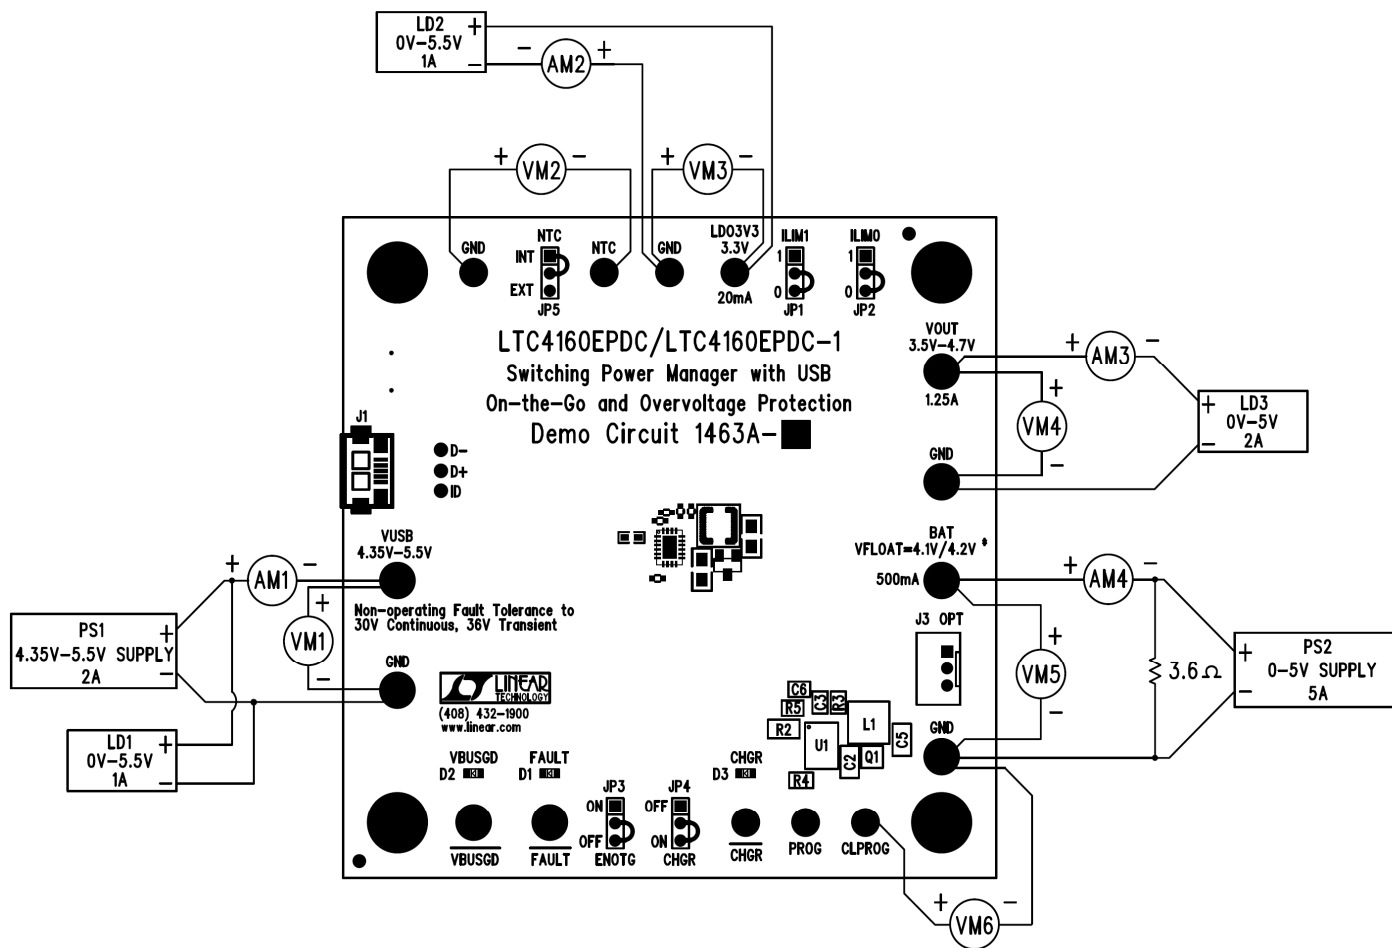 LD2
0V-5.5V
1A
+
-
- AM2 +
+ VM2 -
+ VM3 -
GND
NTC
INT
EXT
JP5
NTC
GND
LDO3V3
3.3V
20mA
ILIM1
1
0
JP1
ILIM0
1
0
JP2
LTC4160EPDC/LTC4160EPDC-1
Switching Power Manager with USB
On-the-Go and Overvoltage Protection
Demo Circuit 1463A-
VOUT
3.5V-4.7V
1.25A
GND
+ AM3 -
+
VM4
-
+
-
LD3
0V-5V
2A
J1
D-
D+
ID
VUSB
4.35V-5.5V
Non-operating Fault Tolerance to
30V Continuous, 36V Transient
GND
+ AM1 -
+
VM1
-
PS1
4.35V-5.5V SUPPLY
2A
+
-
LD1
0V-5.5V
1A
+
-
BAT
VFLOAT=4.1V/4.2V *
500mA
J3 OPT
GND
+ AM4 -
+
VM5
-
3.6Ω
+
-
PS2
0-5V SUPPLY
5A
LINEAR
TECHNOLOGY
(408) 432-1900
www.linear.com
C6
R5
C3
R3
R2
U1
L1
C5
C2
Q1
R4
VBUSGD
D2
VBUSGD
FAULT
D1
FAULT
JP3
ON
OFF
ENOTG
JP4
OFF
ON
CHGR
CHGR
D3
CHGR
PROG
CLPROG
+ VM6 -